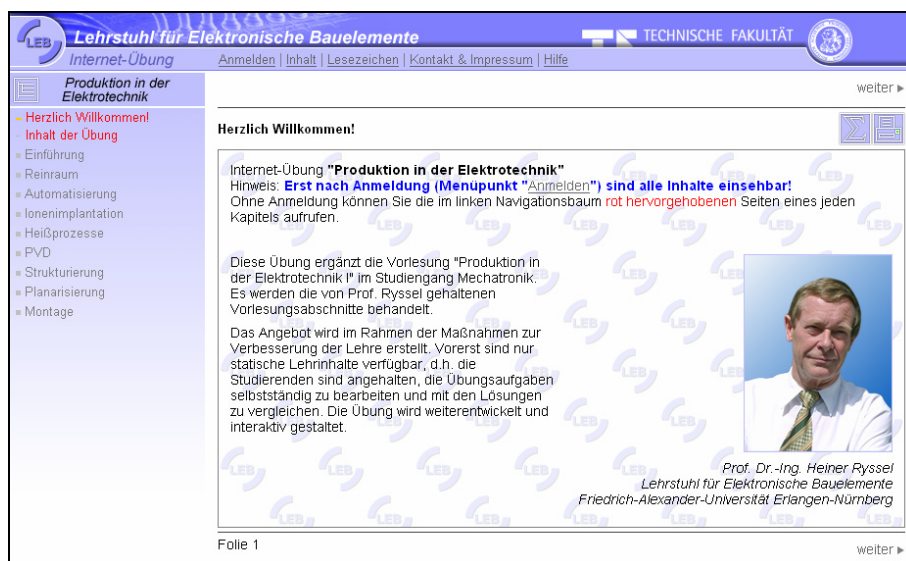 LEB
Lehrstuhl für Elektronische Bauelemente
TECHNISCHE FAKULTÄT
Internet-Übung
Anmelden | Inhalt | Lesezeichen | Kontakt & Impressum | Hilfe
Produktion in der
Elektrotechnik
weiter
Herzlich Willkommen!
Inhalt der Übung
Einführung
Reinraum
Automatisierung
Ionenimplantation
Heißprozesse
PVD
Strukturierung
Planarisierung
Montage
Herzlich Willkommen!
Σ
Internet-Übung "Produktion in der Elektrotechnik"
Hinweis: Erst nach Anmeldung (Menüpunkt "Anmelden") sind alle Inhalte einsehbar!
Ohne Anmeldung können Sie die im linken Navigationsbaum rot hervorgehobenen Seiten eines jeden
Kapitels aufrufen.
Diese Übung ergänzt die Vorlesung "Produktion in
der Elektrotechnik I" im Studiengang Mechatronik.
Es werden die von Prof. Ryssel gehaltenen
Vorlesungsabschnitte behandelt.
Das Angebot wird im Rahmen der Maßnahmen zur
Verbesserung der Lehre erstellt. Vorerst sind nur
statische Lehrinhalte verfügbar, d.h. die
Studierenden sind angehalten, die Übungsaufgaben
selbstständig zu bearbeiten und mit den Lösungen
zu vergleichen. Die Übung wird weiterentwickelt und
interaktiv gestaltet.
Prof. Dr.-Ing. Heiner Ryssel
Lehrstuhl für Elektronische Bauelemente
Friedrich-Alexander-Universität Erlangen-Nürnberg
Folie 1
weiter